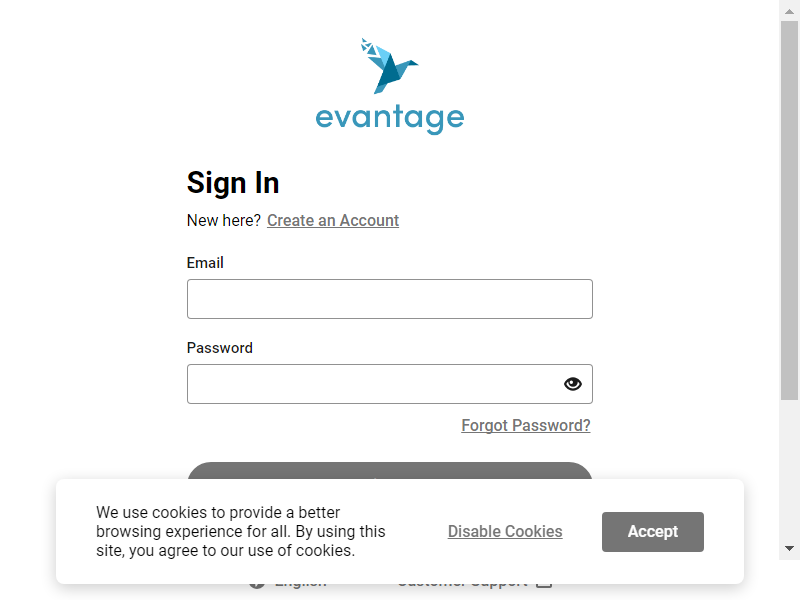 evantage
Sign In
New here? Create an Account
Email
Password
Forgot Password?
We use cookies to provide a better
browsing experience for all. By using this
site, you agree to our use of cookies.
Disable Cookies
Accept
English
Customer Support